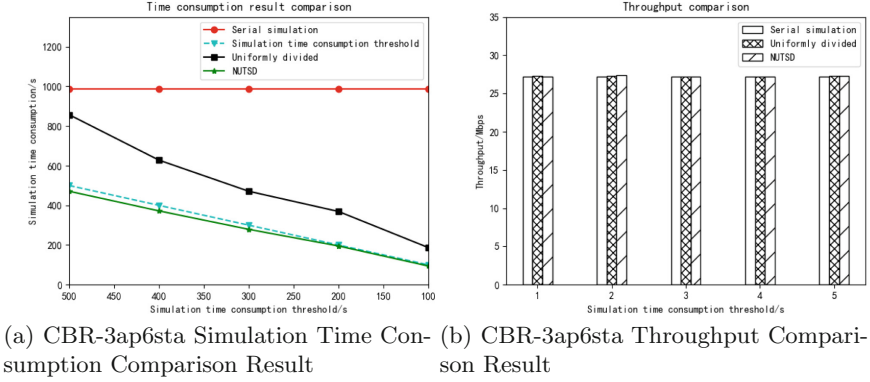 Time consumption result comparison
Serial simulation
Simulation time consumption threshold
Uniformly divided
NUTSD
Simulation time consumption/s
1200
1000
800
600
400
200
0
500 450 400 350 300 250 200 150 100
Simulation time consumption threshold/s
(a) CBR-3ap6sta Simulation Time Con-
sumption Comparison Result
Throughput comparison
Serial simulation
Uniformly divided
NUTSD
Throughput/Mbps
35
30
25
20
15
10
5
0
1 2 3 4 5
Simulation time consumption threshold/s
(b) CBR-3ap6sta Throughput Compari-
son Result